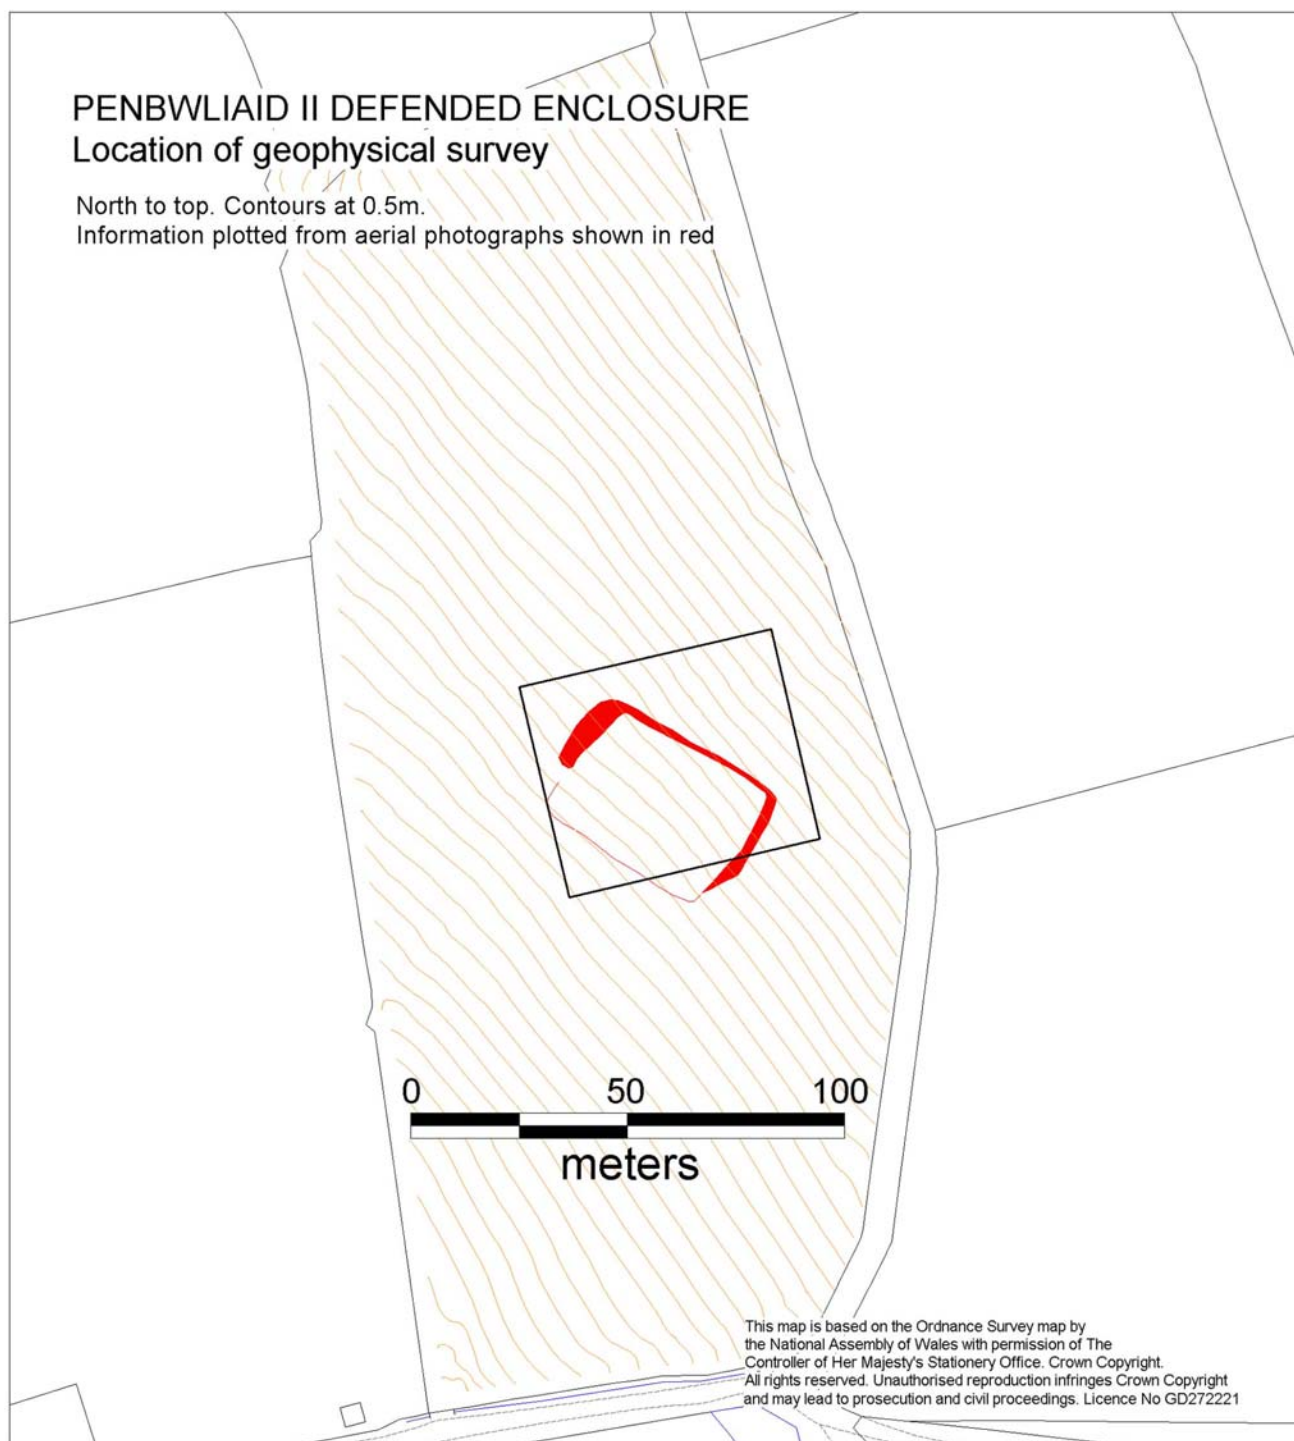 PENBWLIAID II DEFENDED ENCLOSURE
Location of geophysical survey
North to top. Contours at 0.5m.
Information plotted from aerial photographs shown in red
0 50 100
meters
This map is based on the Ordnance Survey map by
the National Assembly of Wales with permission of The
Controller of Her Majesty's Stationery Office. Crown Copyright.
All rights reserved. Unauthorised reproduction infringes Crown Copyright
and may lead to prosecution and civil proceedings. Licence No GD272221